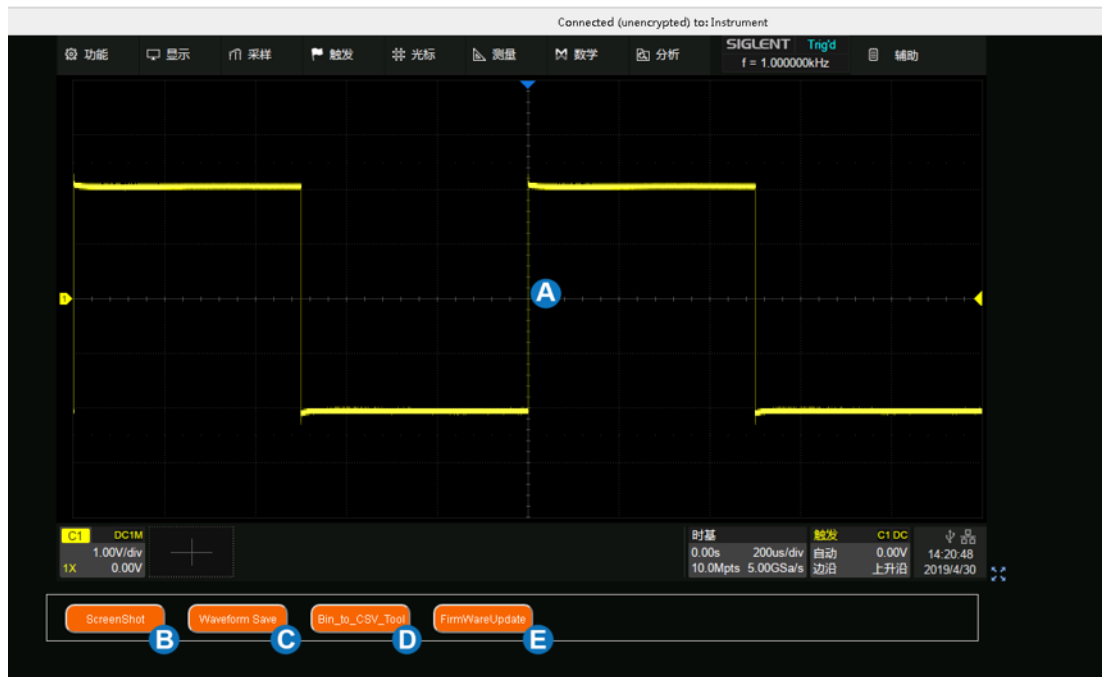 Connected (unencrypted) to: Instrument
功能 显示 采样 触发 光标 测量 数学 分析 SIGLENT Trig'd 辅助
f = 1.000000kHz
1
A
C1 DC1M
1.00V/div
1X 0.00V
时基
0.00s 200us/div
10.0Mpts 5.00GSa/s
触发 C1 DC
自动 0.00V
边沿 上升沿
14:20:48
2019/4/30
ScreenShot Waveform Save Bin_to_CSV_Tool FirmWareUpdate
B C D E